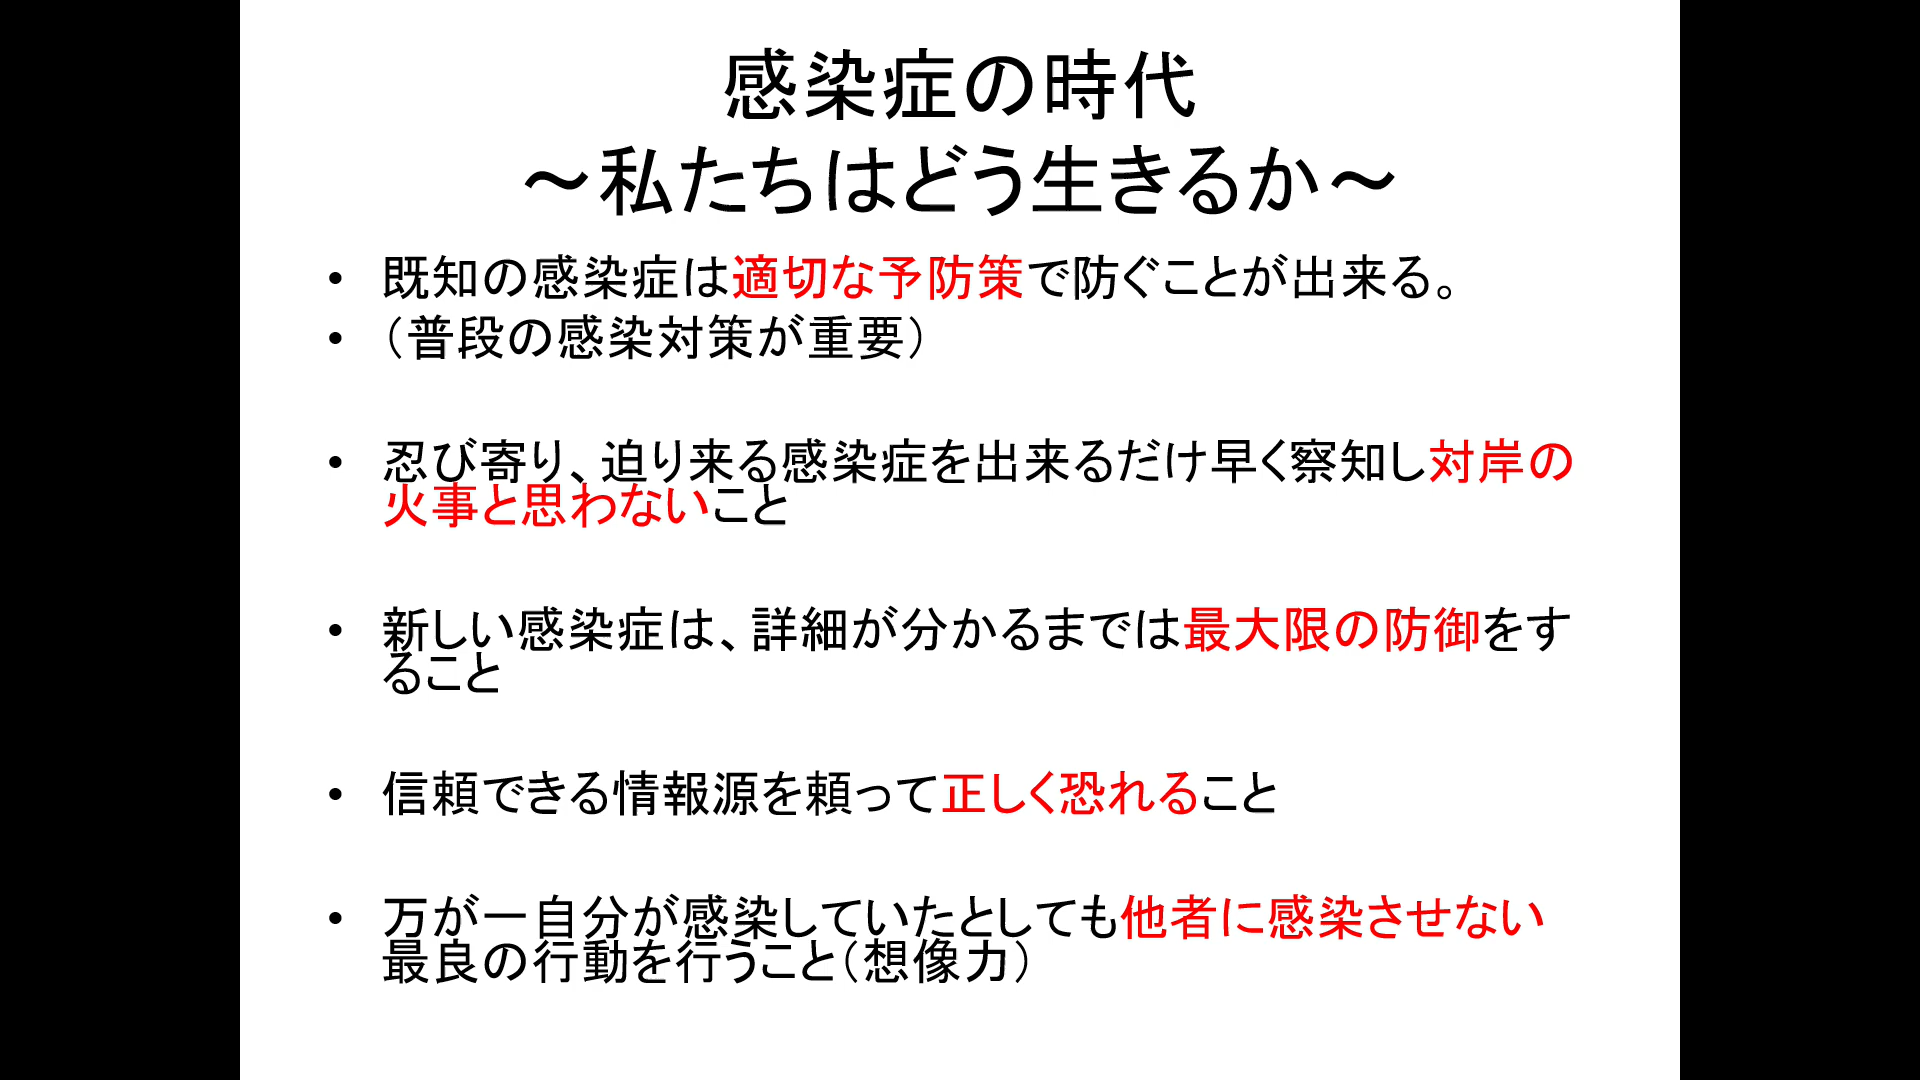 感染症の時代
～私たちはどう生きるか～
• 既知の感染症は適切な予防策で防ぐことが出来る。
• （普段の感染対策が重要）
• 忍び寄り、迫り来る感染症を出来るだけ早く察知し対岸の
火事と思わないこと
• 新しい感染症は、詳細が分かるまでは最大限の防御をす
ること
• 信頼できる情報源を頼って正しく恐れること
• 万が一自分が感染していたとしても他者に感染させない
最良の行動を行うこと（想像力）